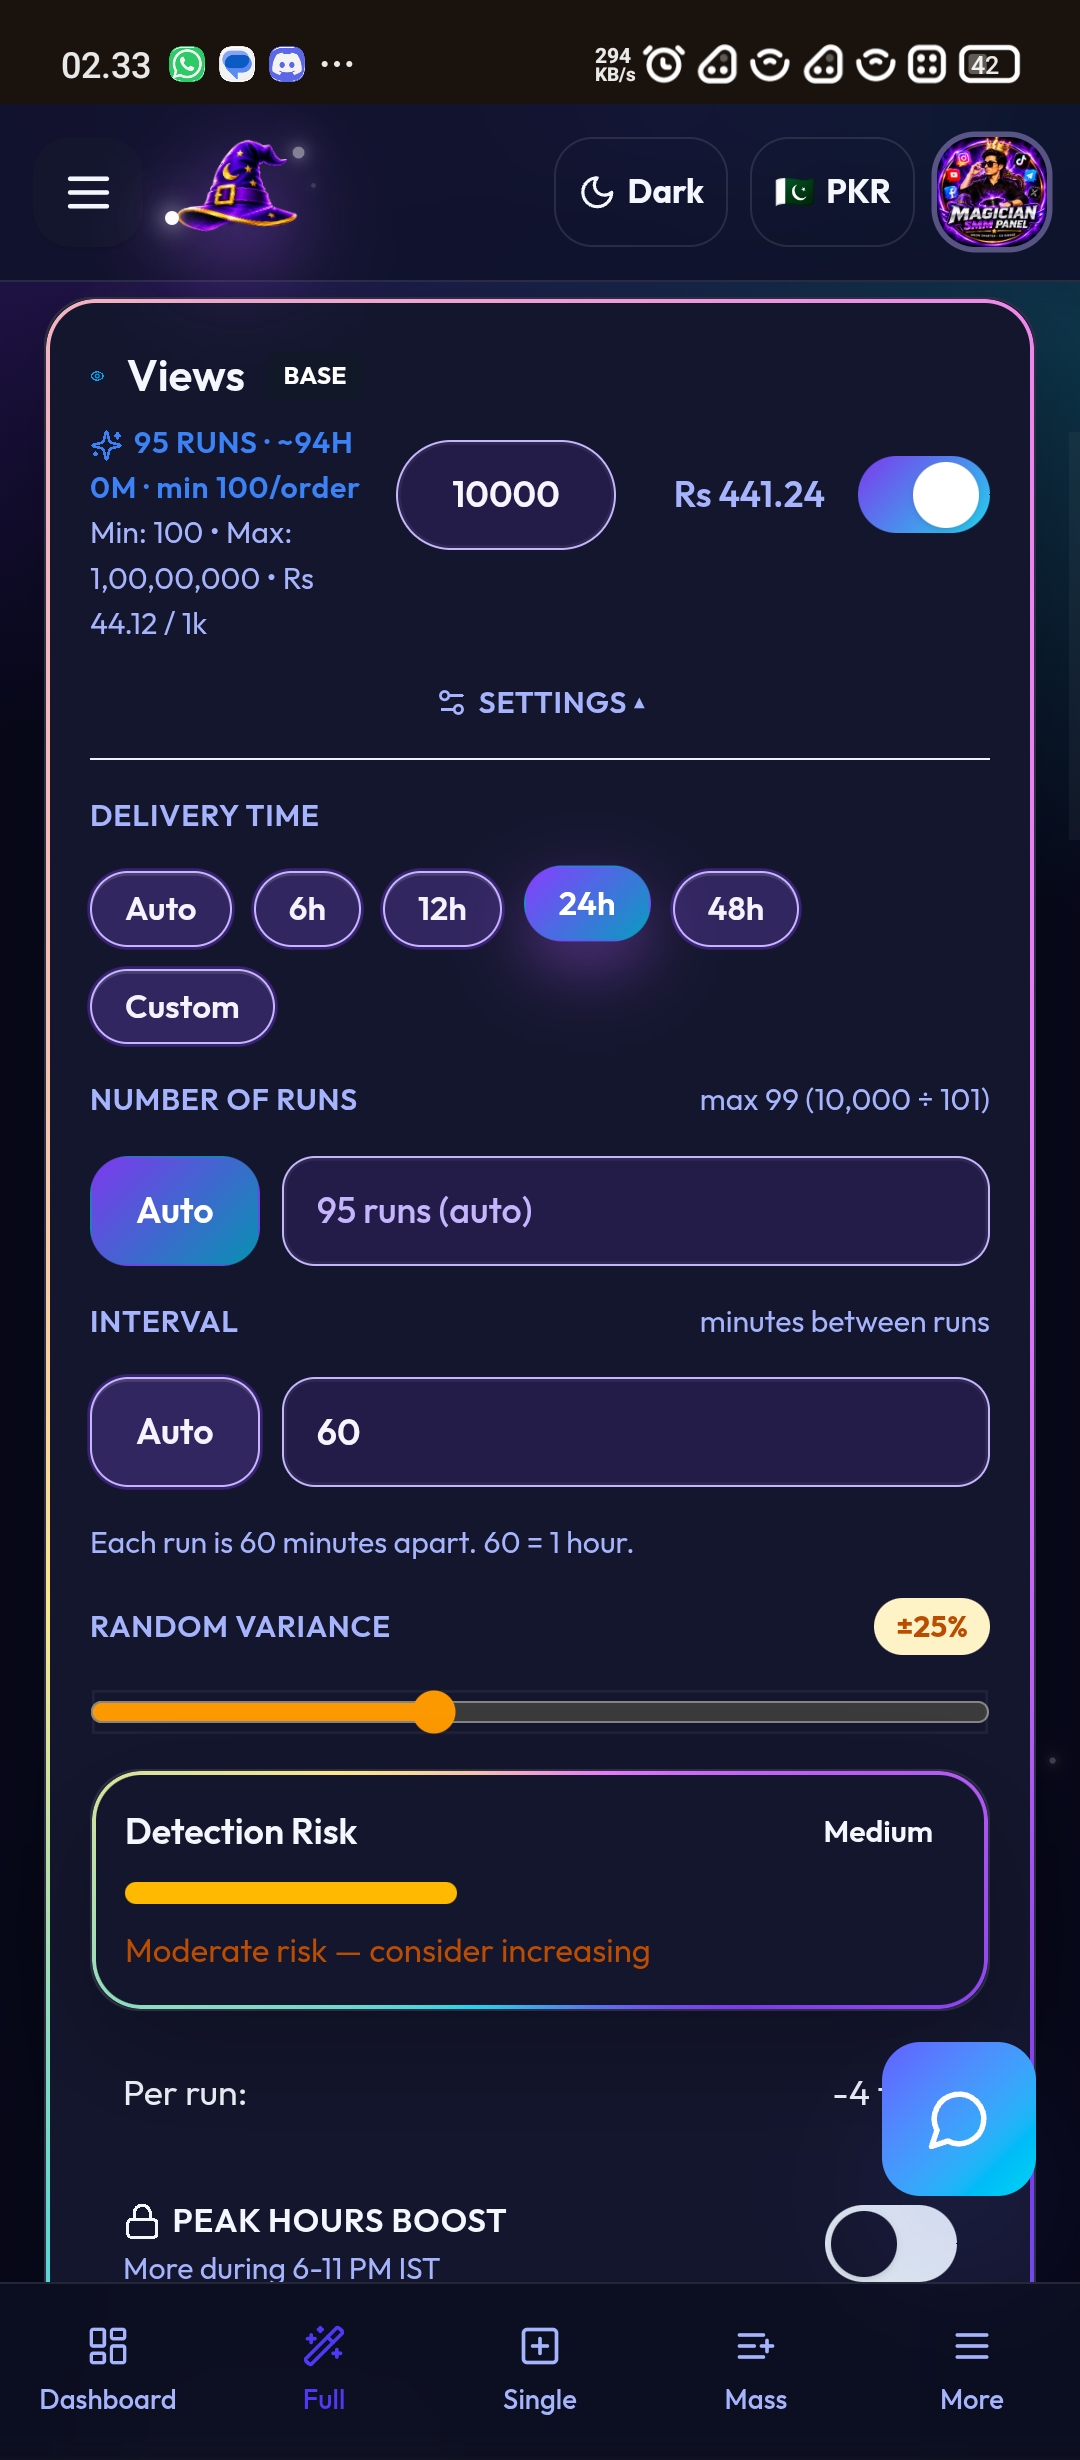 02.33
294
KB/s
42
Dark
PKR
MAGICIAN
SMM PANEL
Views BASE
95 RUNS · ~94H
0M · min 100/order
Min: 100 • Max:
1,00,00,000 • Rs
44.12 / 1k
10000
Rs 441.24
SETTINGS ▴
DELIVERY TIME
Auto 6h 12h 24h 48h
Custom
NUMBER OF RUNS max 99 (10,000 ÷ 101)
Auto 95 runs (auto)
INTERVAL minutes between runs
Auto 60
Each run is 60 minutes apart. 60 = 1 hour.
RANDOM VARIANCE ±25%
Detection Risk Medium
Moderate risk — consider increasing
Per run: -4
PEAK HOURS BOOST
More during 6-11 PM IST
Dashboard Full Single Mass More